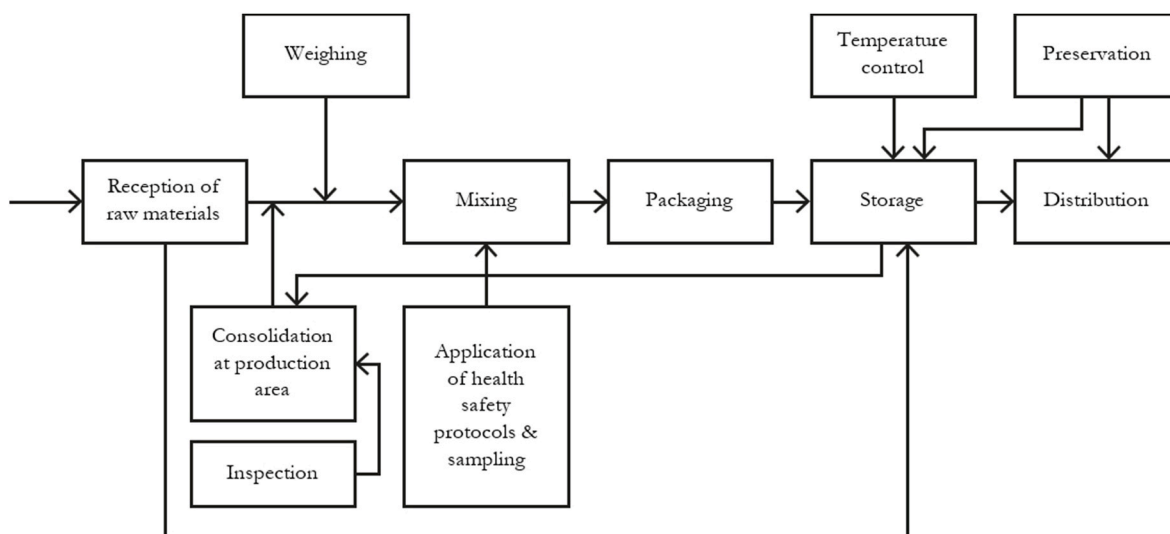 Weighing
Temperature
control
Preservation
Reception of
raw materials
Mixing
Packaging
Storage
Distribution
Consolidation
at production
area
Application
of health
safety
protocols &
sampling
Inspection